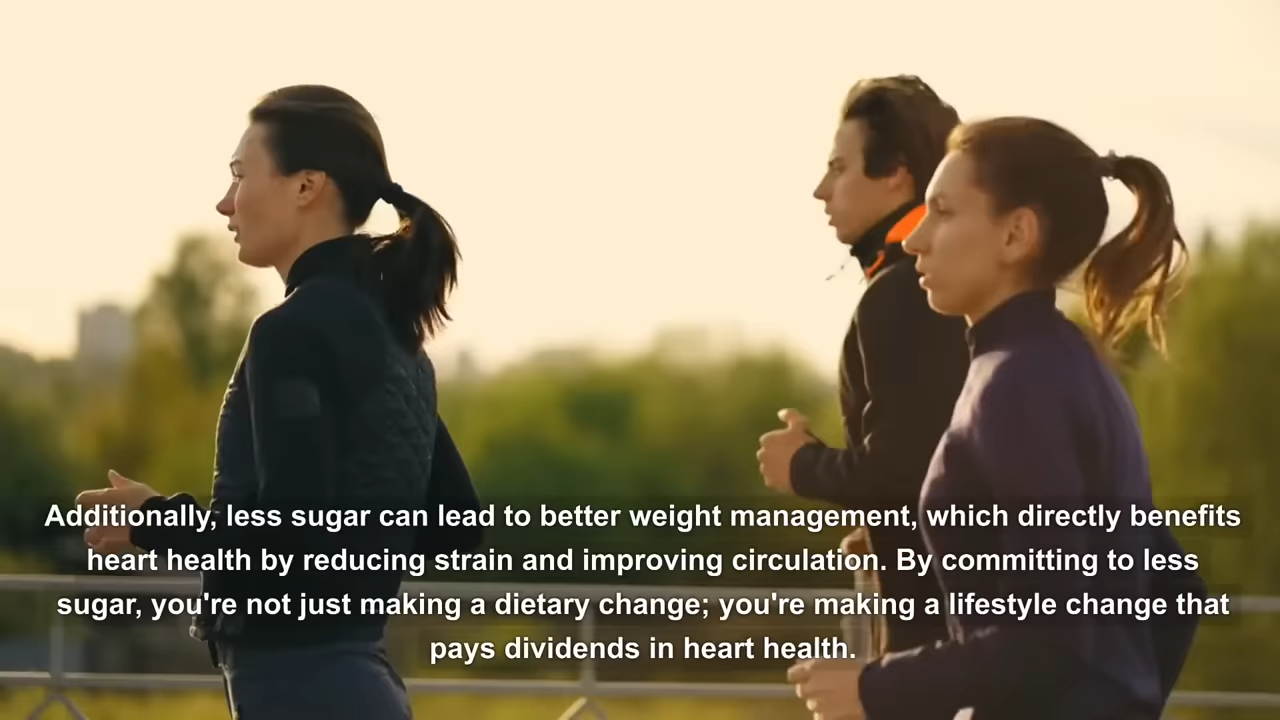 Additionally, less sugar can lead to better weight management, which directly benefits
heart health by reducing strain and improving circulation. By committing to less
sugar, you're not just making a dietary change; you're making a lifestyle change that
pays dividends in heart health.